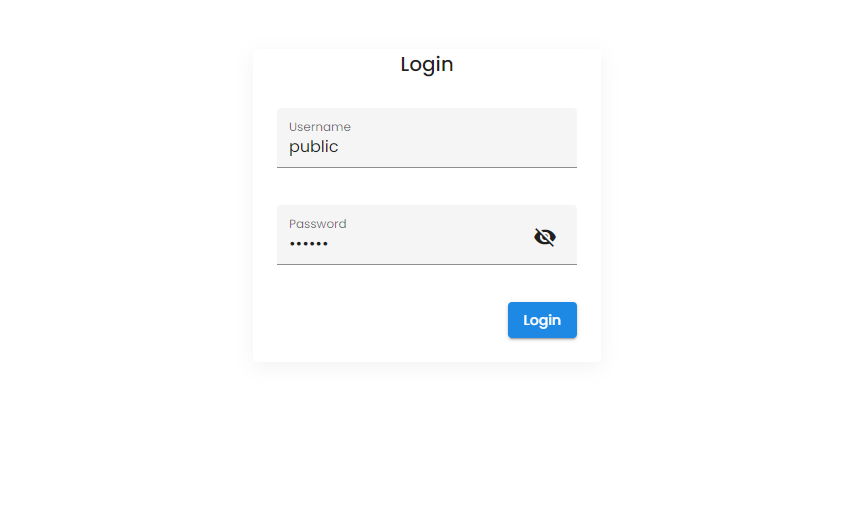 Login
Username
public
Password
••••••
Login